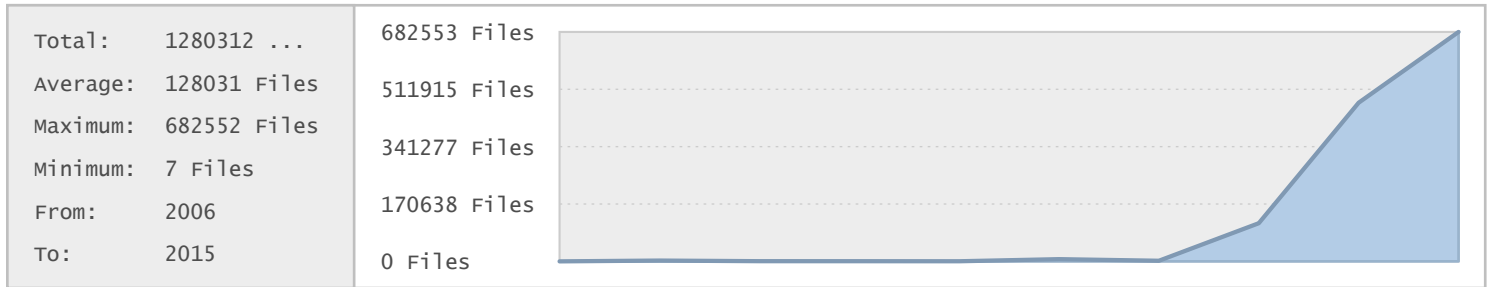 Total: 1280312 ...
Average: 128031 Files
Maximum: 682552 Files
Minimum: 7 Files
From: 2006
To: 2015
682553 Files
511915 Files
341277 Files
170638 Files
0 Files